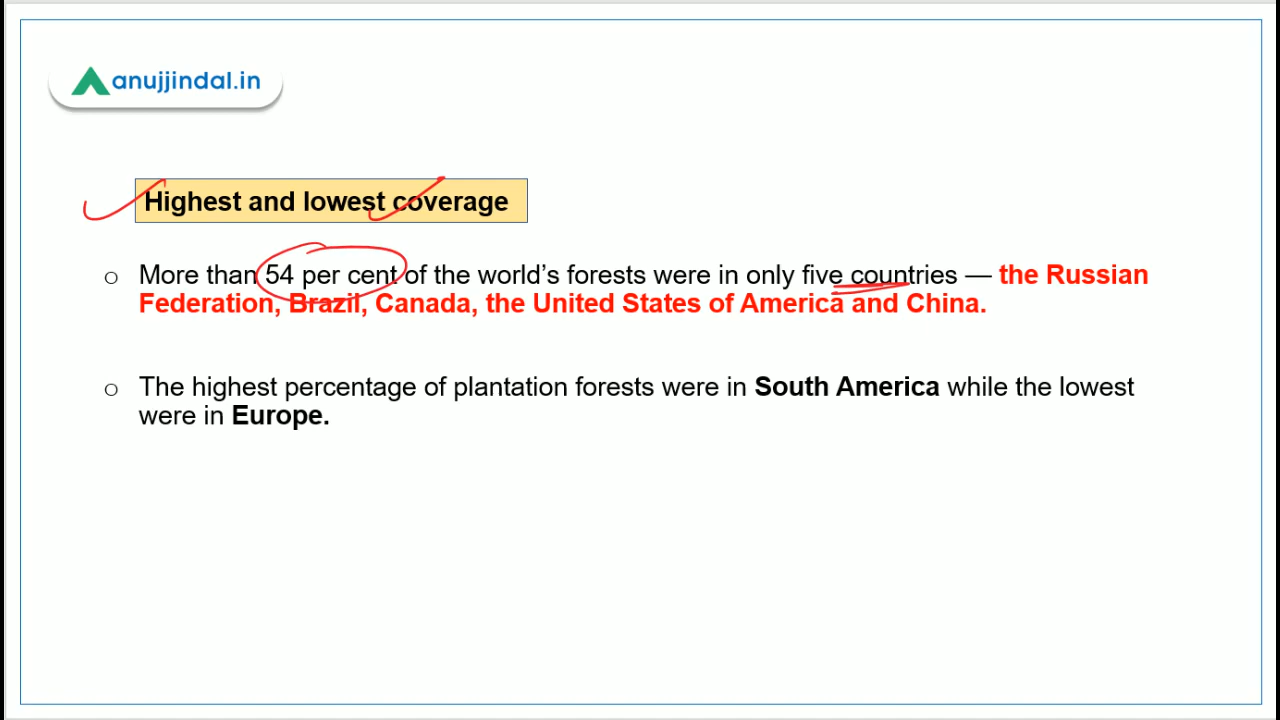 anujjindal.in
Highest and lowest coverage
o More than 54 per cent of the world’s forests were in only five countries — the Russian
Federation, Brazil, Canada, the United States of America and China.
o The highest percentage of plantation forests were in South America while the lowest
were in Europe.